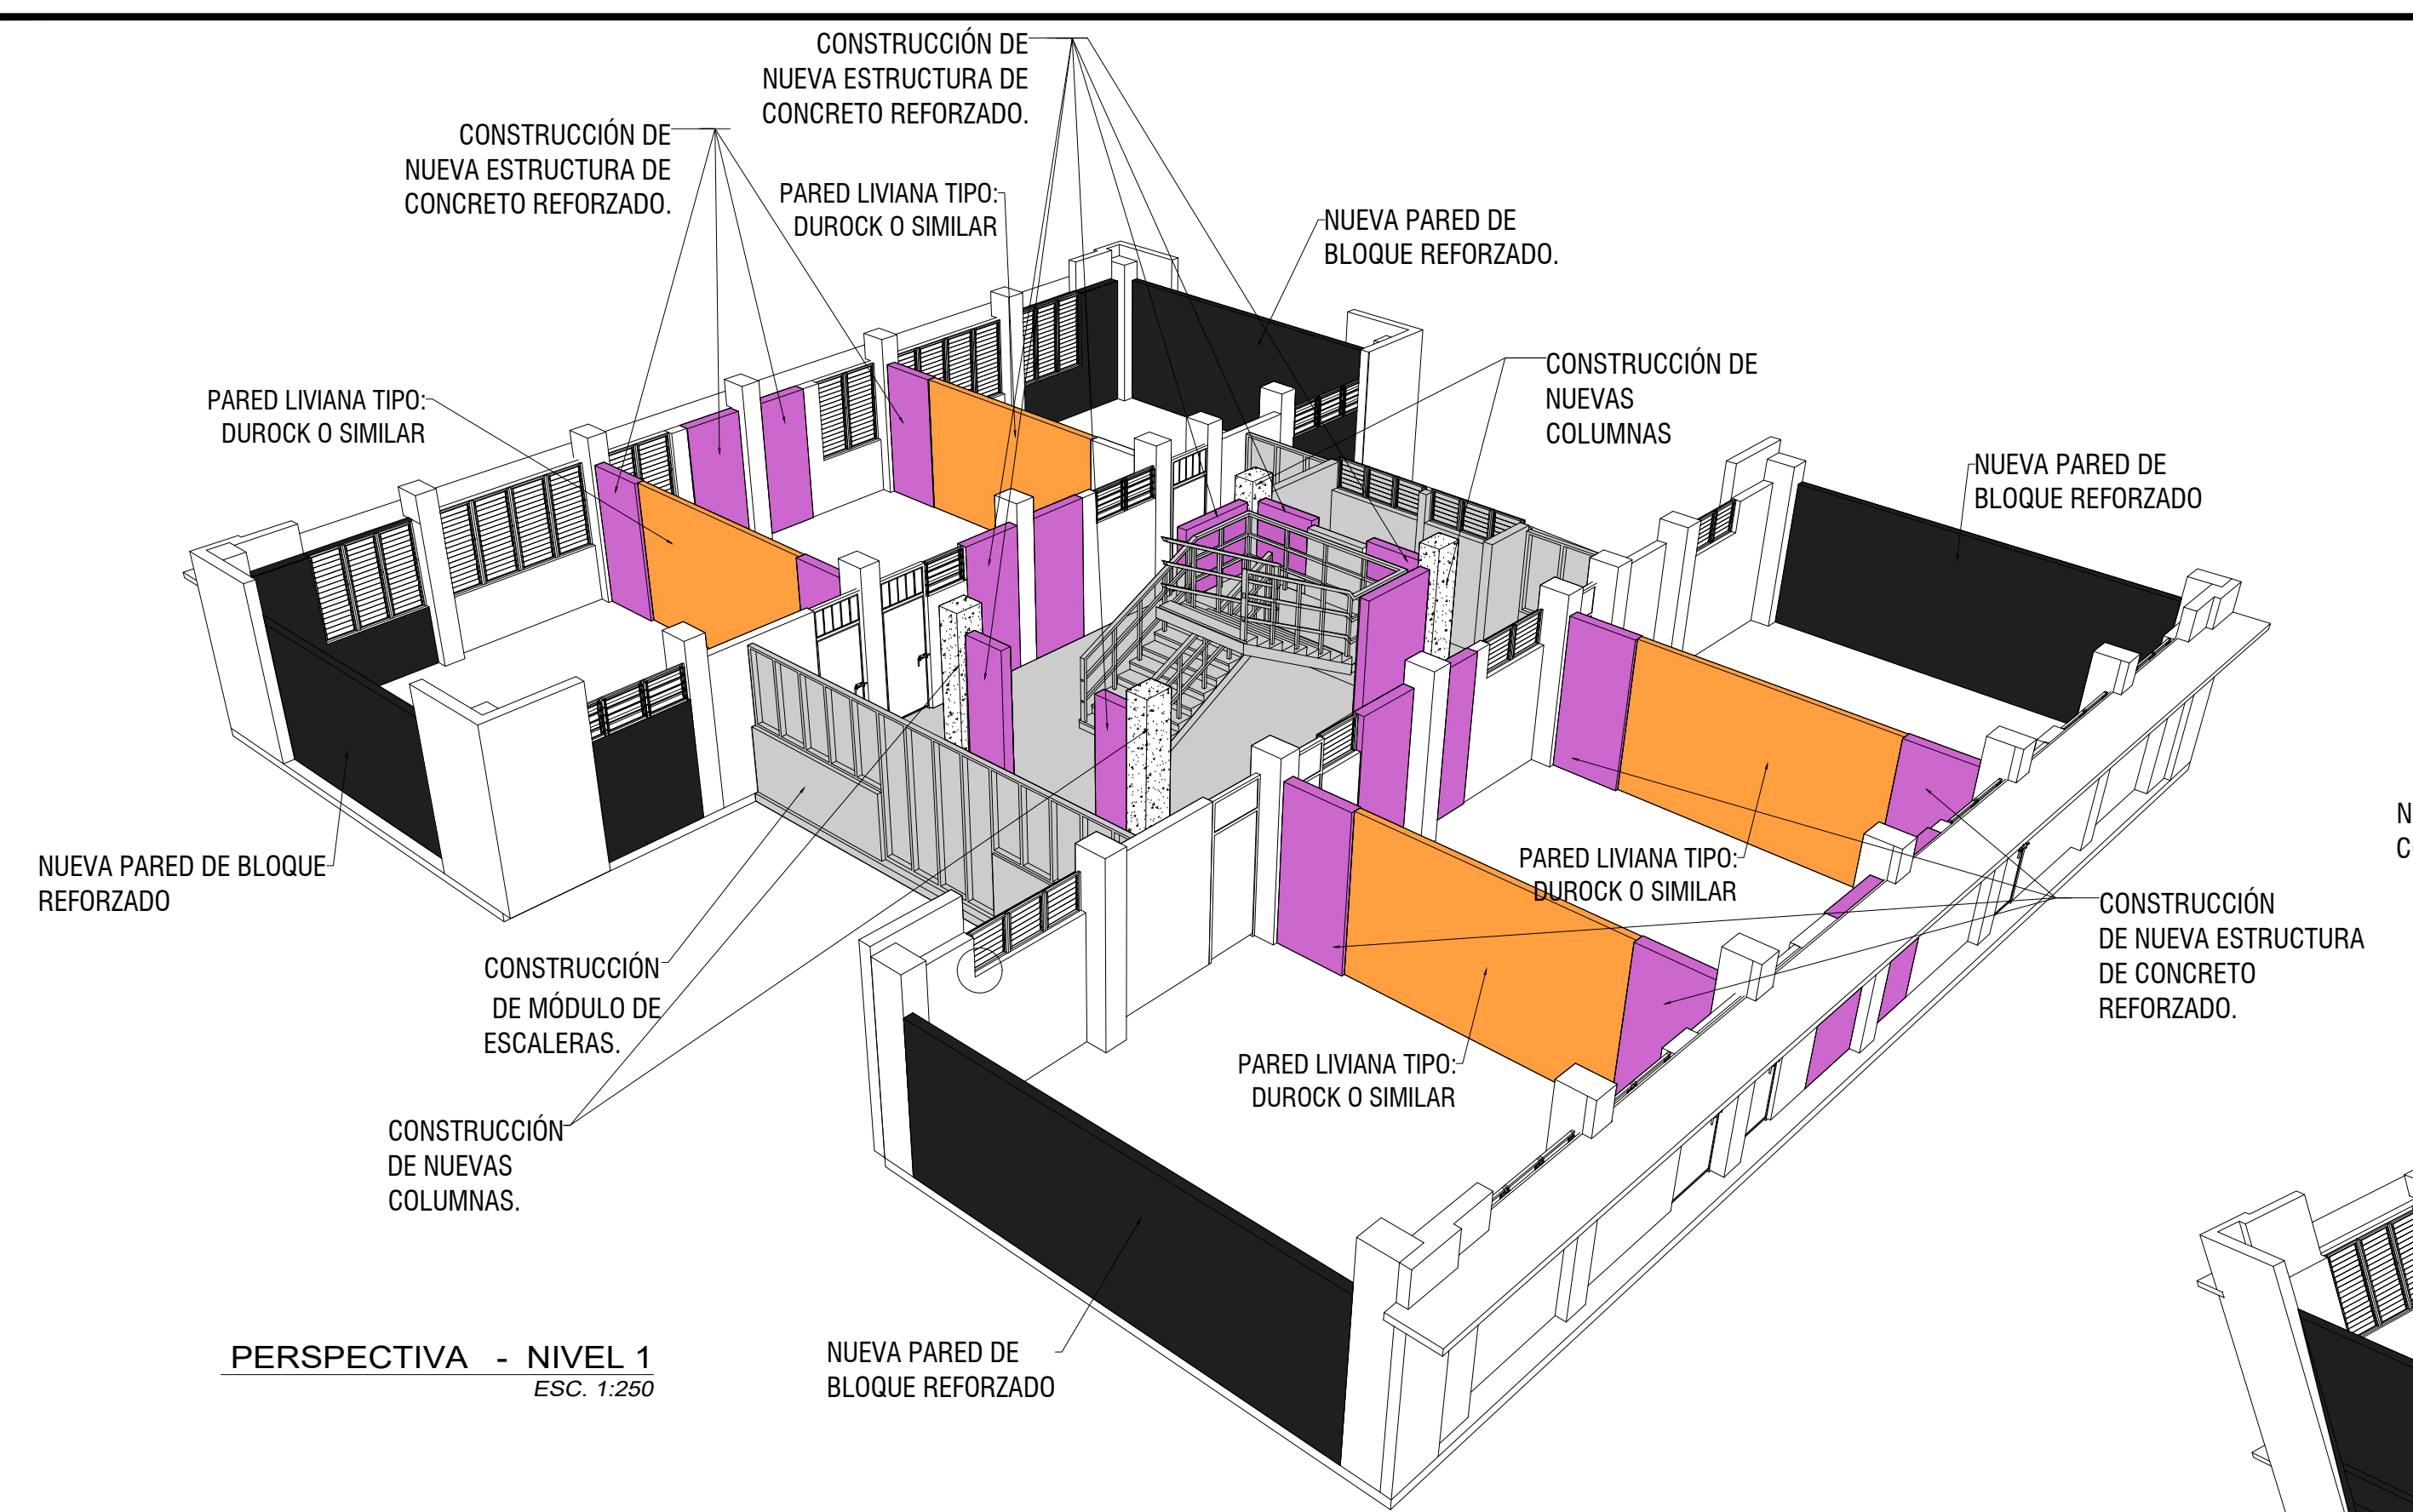 CONSTRUCCIÓN DE
NUEVA ESTRUCTURA DE
CONCRETO REFORZADO.
CONSTRUCCIÓN DE
NUEVA ESTRUCTURA DE
CONCRETO REFORZADO.
PARED LIVIANA TIPO:
DUROCK O SIMILAR
NUEVA PARED DE
BLOQUE REFORZADO.
CONSTRUCCIÓN DE
NUEVAS
COLUMNAS
PARED LIVIANA TIPO:
DUROCK O SIMILAR
NUEVA PARED DE
BLOQUE REFORZADO
NUEVA PARED DE BLOQUE
REFORZADO
PARED LIVIANA TIPO:
DUROCK O SIMILAR
CONSTRUCCIÓN
DE NUEVA ESTRUCTURA
DE CONCRETO
REFORZADO.
CONSTRUCCIÓN
DE MÓDULO DE
ESCALERAS.
PARED LIVIANA TIPO:
DUROCK O SIMILAR
CONSTRUCCIÓN
DE NUEVAS
COLUMNAS.
NUEVA PARED DE
BLOQUE REFORZADO
PERSPECTIVA - NIVEL 1
ESC. 1:250